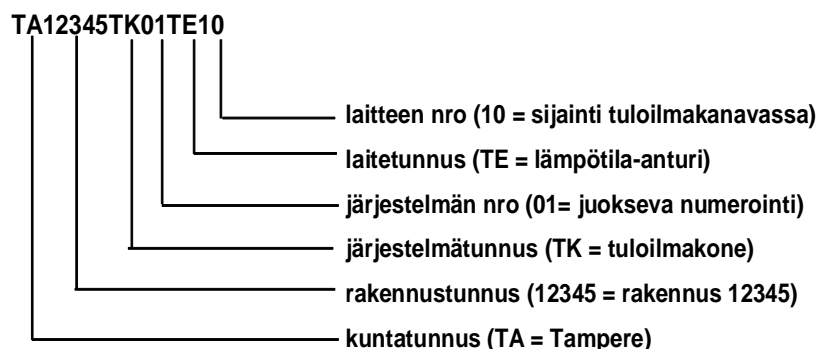 TA12345TK01TE10
laitteen nro (10 = sijainti tuloilmakanavassa)
laitetunnus (TE = lämpötila-anturi)
järjestelmän nro (01= juokseva numerointi)
järjestelmätunnus (TK = tuloilmakone)
rakennustunnus (12345 = rakennus 12345)
kuntatunnus (TA = Tampere)